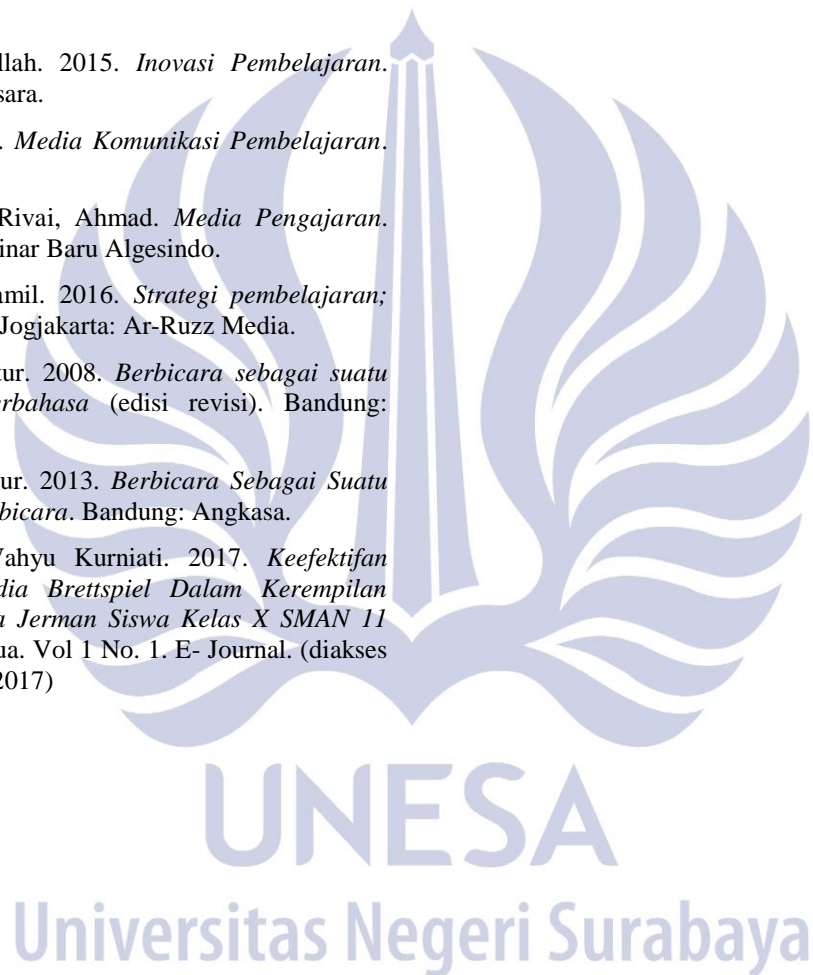 llah. 2015. Inovasi Pembelajaran.
sara.
. Media Komunikasi Pembelajaran.
Rivai, Ahmad. Media Pengajaran.
inar Baru Algesindo.
amil. 2016. Strategi pembelajaran;
Jogjakarta: Ar-Ruzz Media.
tur. 2008. Berbicara sebagai suatu
erbahasa (edisi revisi). Bandung:
ur. 2013. Berbicara Sebagai Suatu
bicara. Bandung: Angkasa.
Wahyu Kurniati. 2017. Keefektifan
dia Brettspiel Dalam Kerempilan
a Jerman Siswa Kelas X SMAN 11
ua. Vol 1 No. 1. E- Journal. (diakses
2017)
UNESA
Universitas Negeri Surabaya